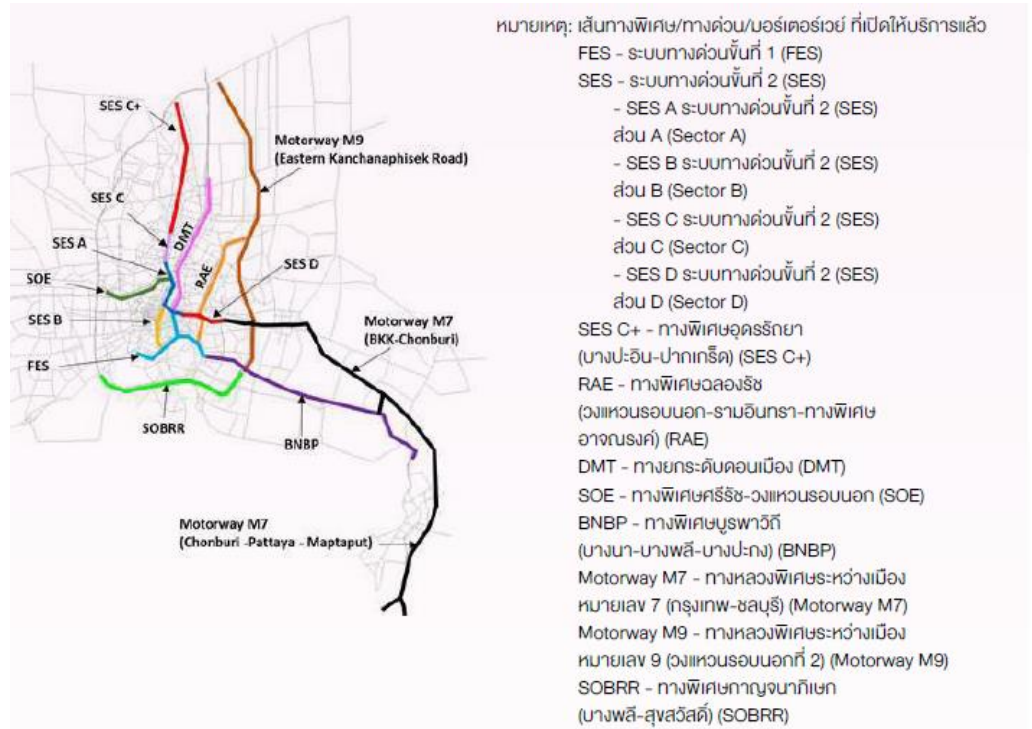 SES C+
Motorway M9
(Eastern Kanchanaphisek Road)
SES C
DMT
SES A
RAE
SES D
SOE
SES B
Motorway M7
(BKK-Chonburi)
FES
SOBRR
BNBP
Motorway M7
(Chonburi -Pattaya - Maptaput)
หมายเหตุ: เส้นทางพิเศษ/ทางด่วน/มอร์เตอร์เวย์ ที่เปิดให้บริการแล้ว
FES - ระบบทางด่วนขั้นที่ 1 (FES)
SES - ระบบทางด่วนขั้นที่ 2 (SES)
- SES A ระบบทางด่วนขั้นที่ 2 (SES)
ส่วน A (Sector A)
- SES B ระบบทางด่วนขั้นที่ 2 (SES)
ส่วน B (Sector B)
- SES C ระบบทางด่วนขั้นที่ 2 (SES)
ส่วน C (Sector C)
- SES D ระบบทางด่วนขั้นที่ 2 (SES)
ส่วน D (Sector D)
SES C+ - ทางพิเศษอุดรรัถยา
(บางปะอิน-ปากเกร็ด) (SES C+)
RAE - ทางพิเศษฉลองรัช
(วงแหวนรอบนอก-รามอินทรา-ทางพิเศษ
อาจณรงค์) (RAE)
DMT - ทางยกระดับดอนเมือง (DMT)
SOE - ทางพิเศษศรีรัช-วงแหวนรอบนอก (SOE)
BNBP - ทางพิเศษบูรพาวิถี
(บางนา-บางพลี-บางปะกง) (BNBP)
Motorway M7 - ทางหลวงพิเศษระหว่างเมือง
หมายเลข 7 (กรุงเทพ-ชลบุรี) (Motorway M7)
Motorway M9 - ทางหลวงพิเศษระหว่างเมือง
หมายเลข 9 (วงแหวนรอบนอกที่ 2) (Motorway M9)
SOBRR - ทางพิเศษกาญจนาภิเษก
(บางพลี-สุขสวัสดิ์) (SOBRR)